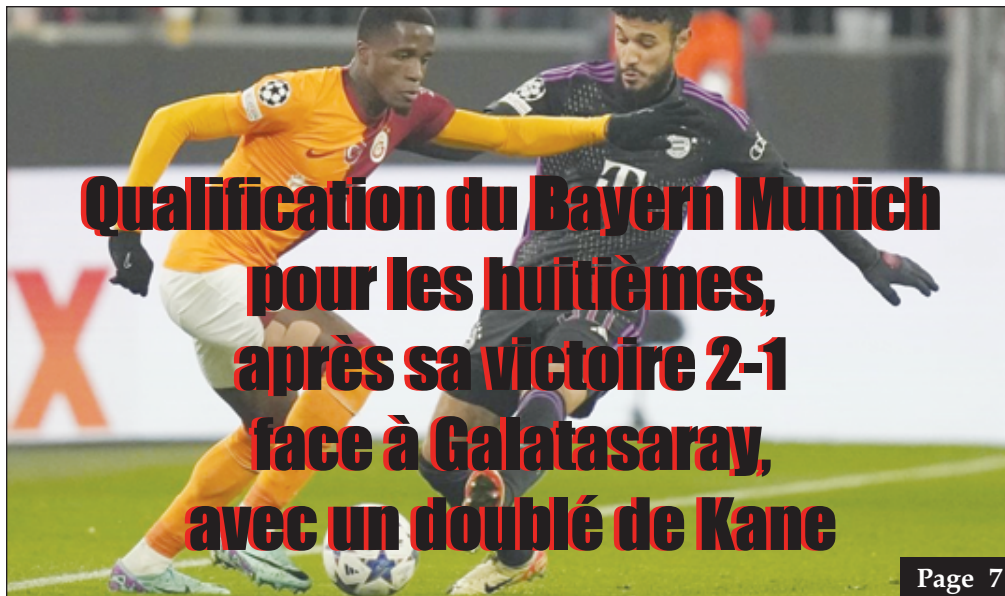 Qualification du Bayern Munich
pour les huitièmes,
après sa victoire 2-1
face à Galatasaray,
avec un doublé de Kane
Page 7
X
T